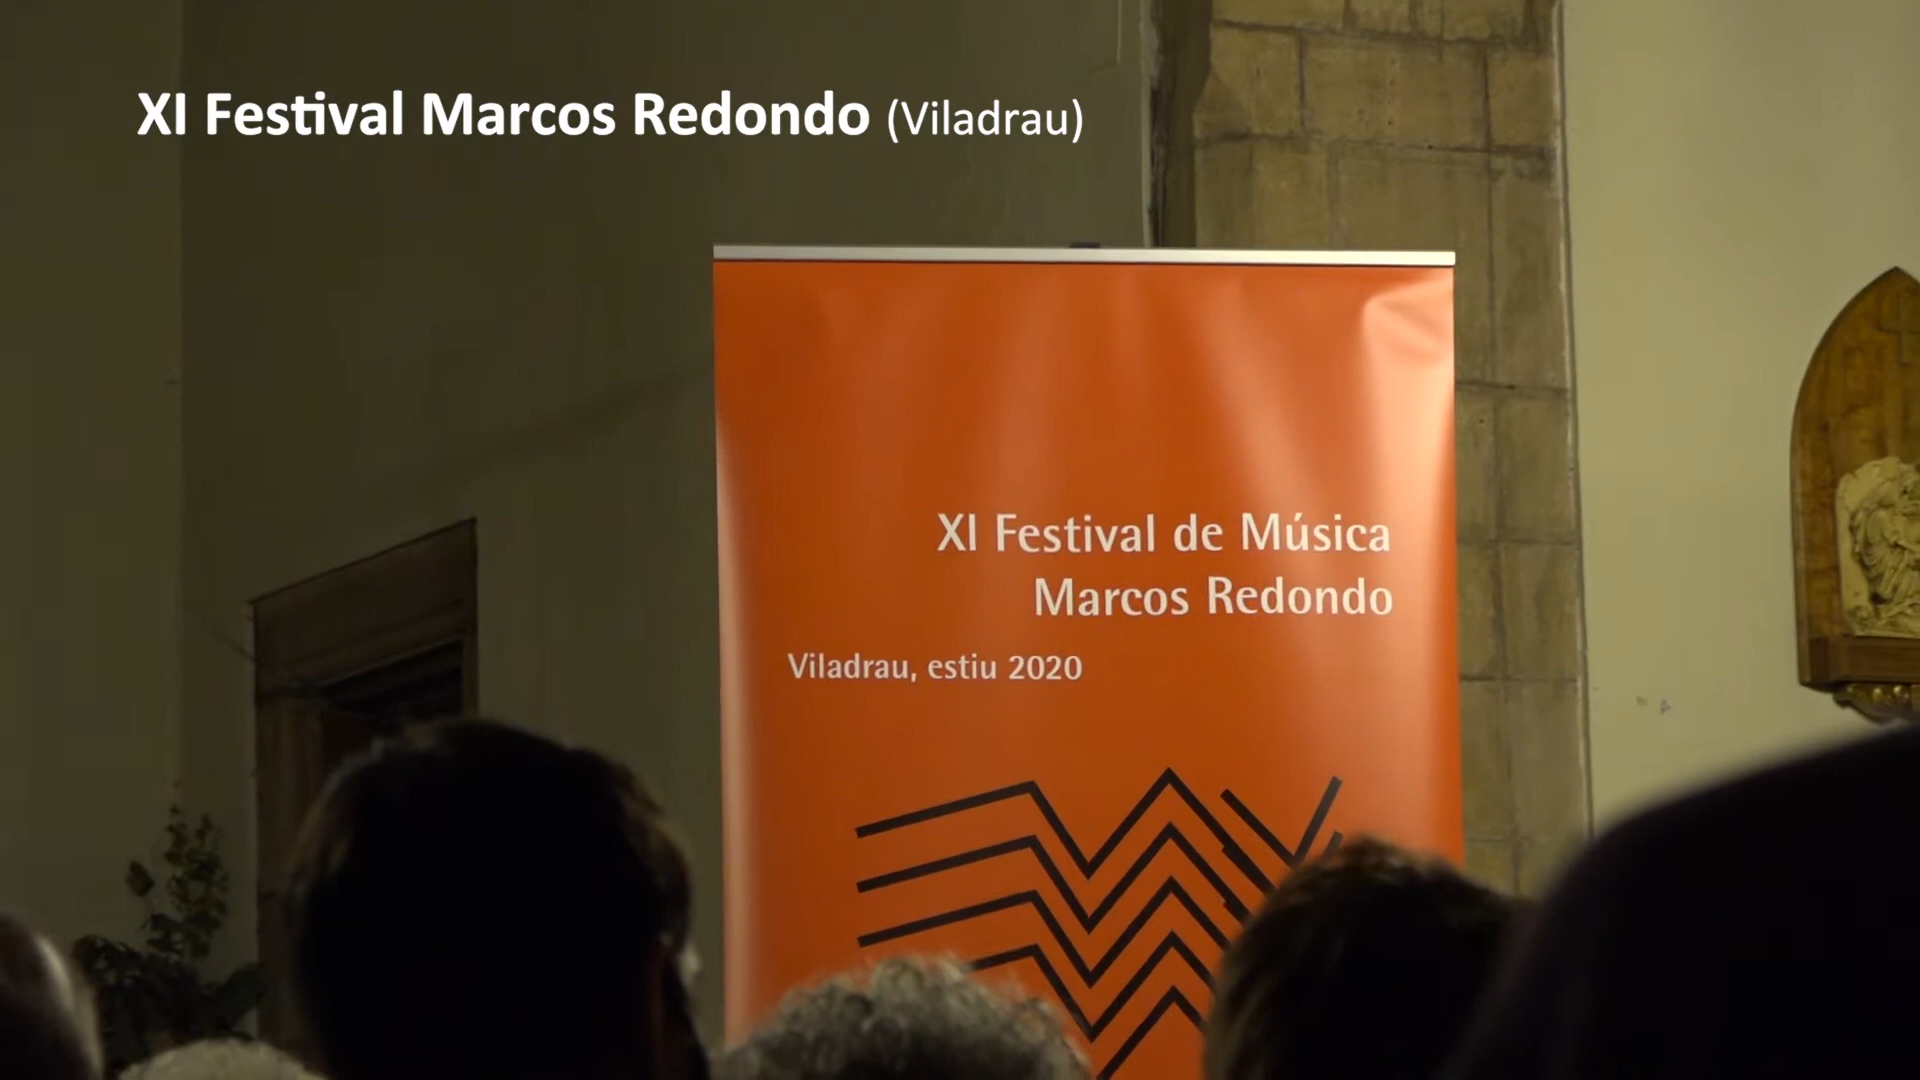 XI Festival Marcos Redondo (Viladrau)
XI Festival de Música
Marcos Redondo
Viladrau, estiu 2020